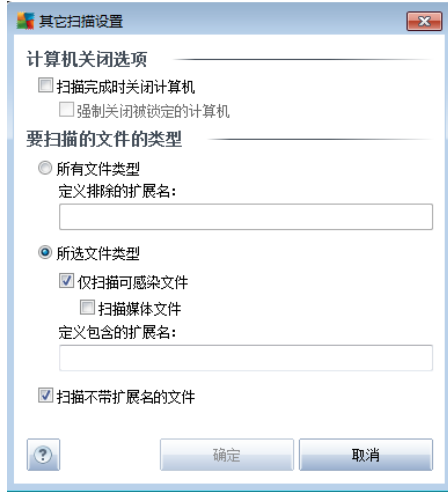 其它扫描设置
计算机关闭选项
扫描完成时关闭计算机
强制关闭被锁定的计算机
要扫描的文件的类型
所有文件类型
定义排除的扩展名：
所选文件类型
仅扫描可感染文件
扫描媒体文件
定义包含的扩展名：
扫描不带扩展名的文件
?
确定
取消